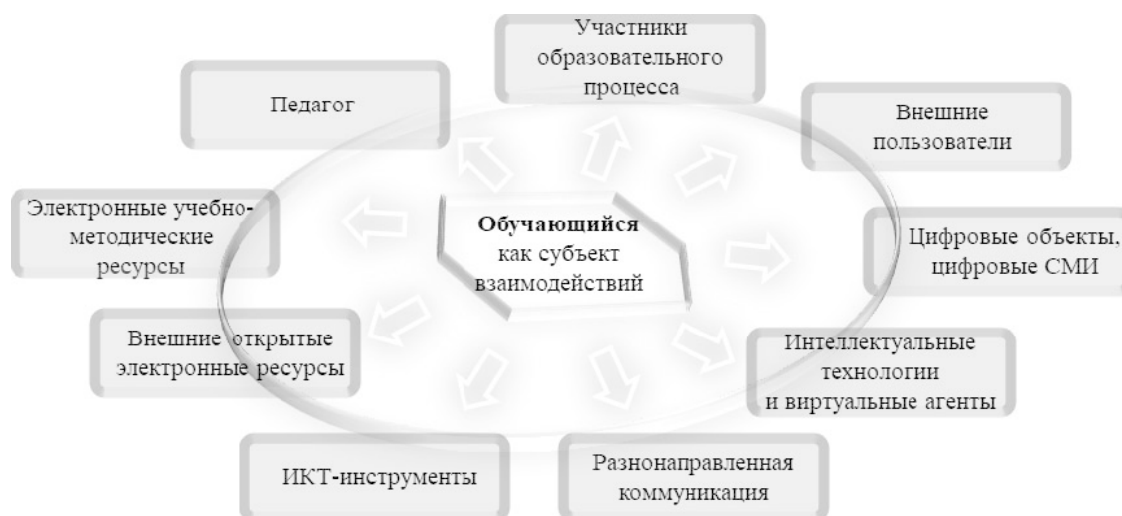 Участники
образовательного
процесса
Педагог
Внешние
пользователи
Электронные учебно-
методические
ресурсы
Обучающийся
как субъект
взаимодействий
Цифровые объекты,
цифровые СМИ
Внешние открытые
электронные ресурсы
Интеллектуальные
технологии
и виртуальные агенты
ИКТ-инструменты
Разнонаправленная
коммуникация